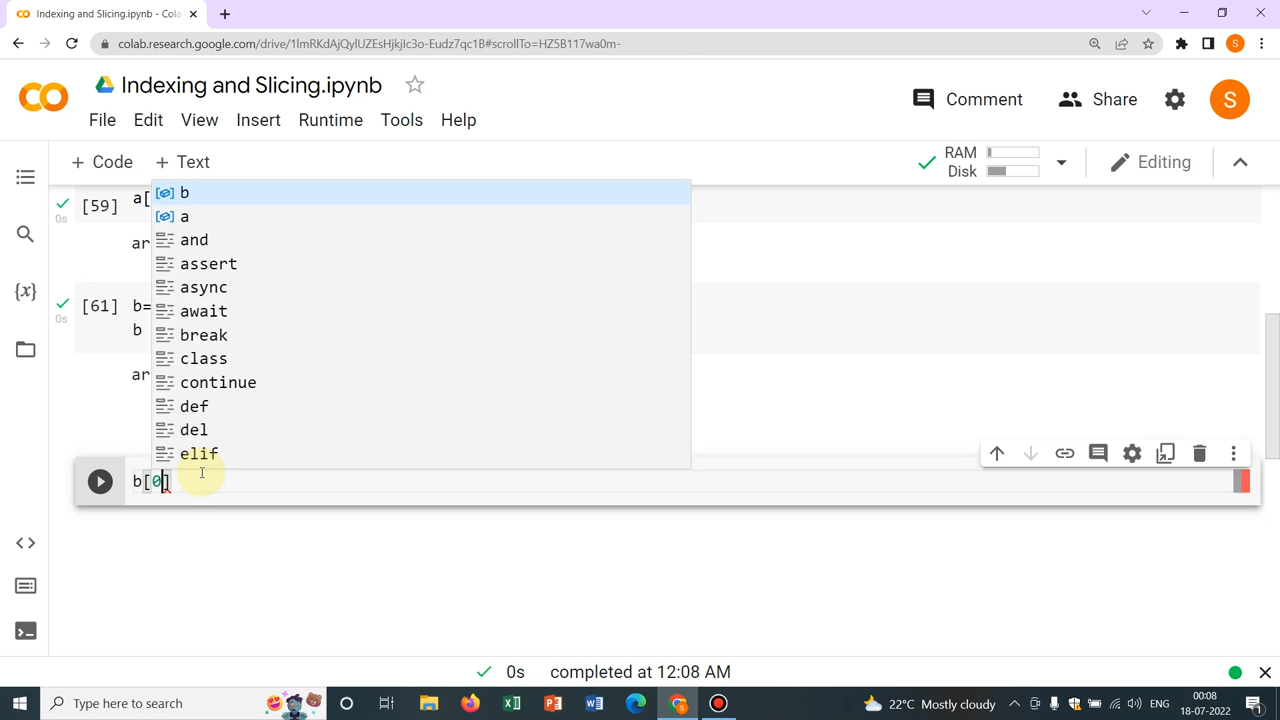 Indexing and Slicing.ipynb - Cola
colab.research.google.com/drive/1lmRKdAjQylUZEsHjkjIc3o-Eudz7qc1B#scrollTo=HZ5B117wa0m-
S
CO Indexing and Slicing.ipynb
Comment Share S
File Edit View Insert Runtime Tools Help
+ Code + Text
RAM
Disk
Editing
[59] a[
0s
ar
b
a
and
assert
async
await
break
class
continue
def
del
elif
{x}
[61] b=
0s
b
ar
b[0]
0s completed at 12:08 AM
Type here to search
22°C Mostly cloudy
ENG
00:08
18-07-2022
1